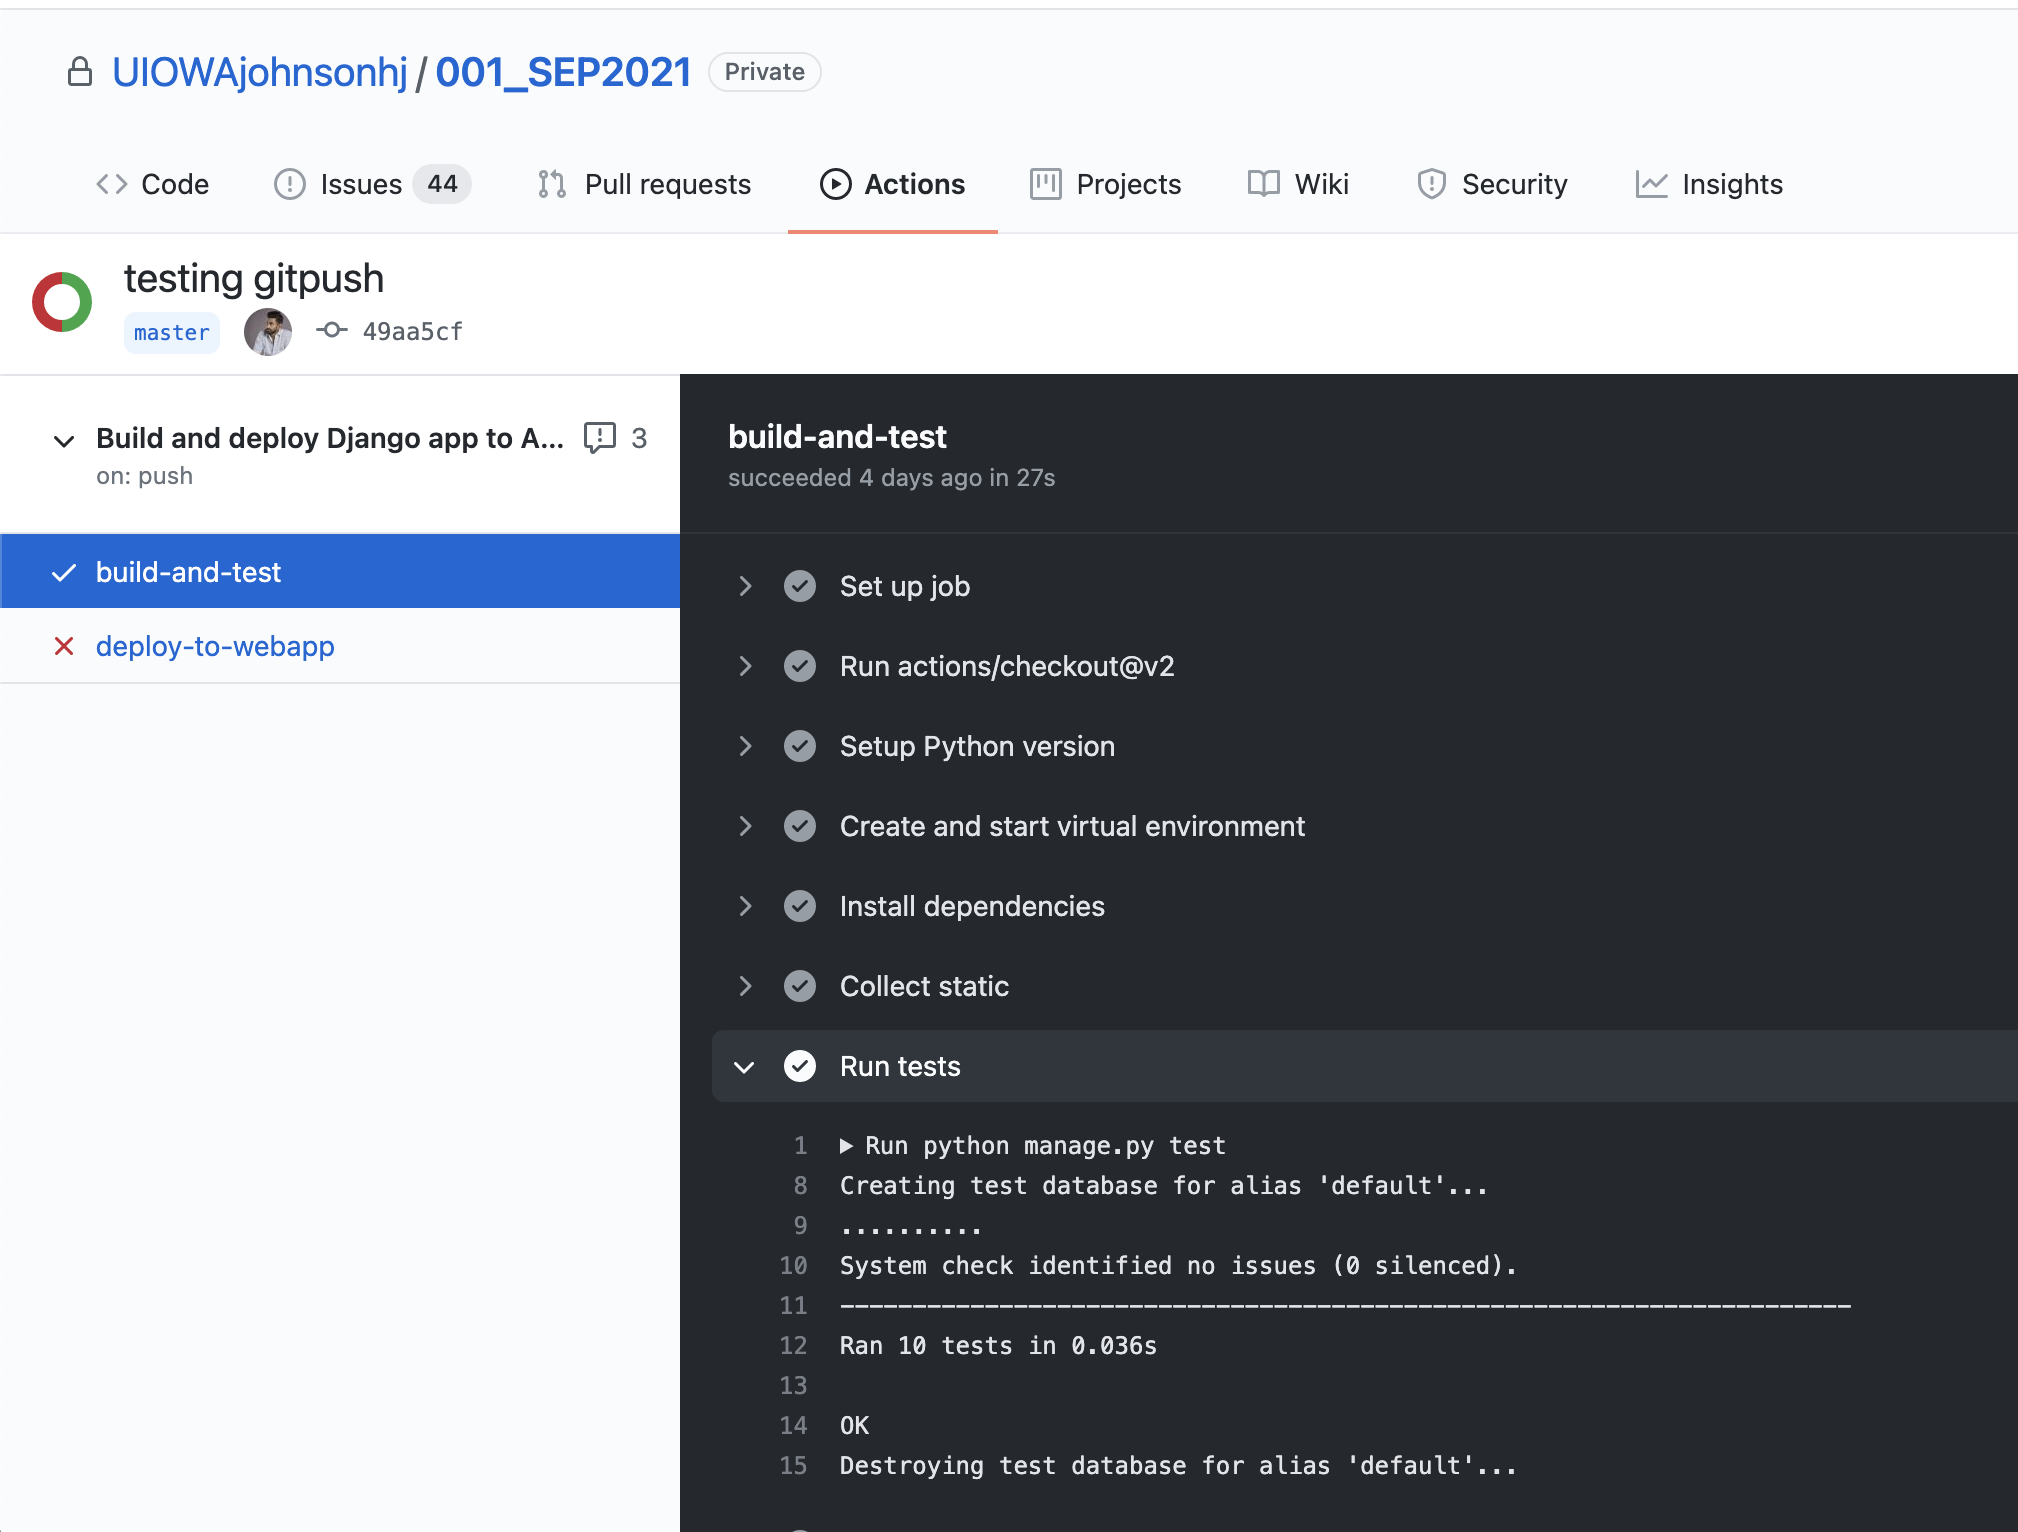 UIOWAjohnsonhj / 001_SEP2021 Private
Code Issues 44 Pull requests Actions Projects Wiki Security Insights
testing gitpush
master 49aa5cf
Build and deploy Django app to A... 3
on: push
build-and-test
deploy-to-webapp
build-and-test
succeeded 4 days ago in 27s
Set up job
Run actions/checkout@v2
Setup Python version
Create and start virtual environment
Install dependencies
Collect static
Run tests
1 ▶ Run python manage.py test
8 Creating test database for alias 'default'...
9 ..........
10 System check identified no issues (0 silenced).
11 ----------------------------------------------------------------------
12 Ran 10 tests in 0.036s
13
14 OK
15 Destroying test database for alias 'default'...